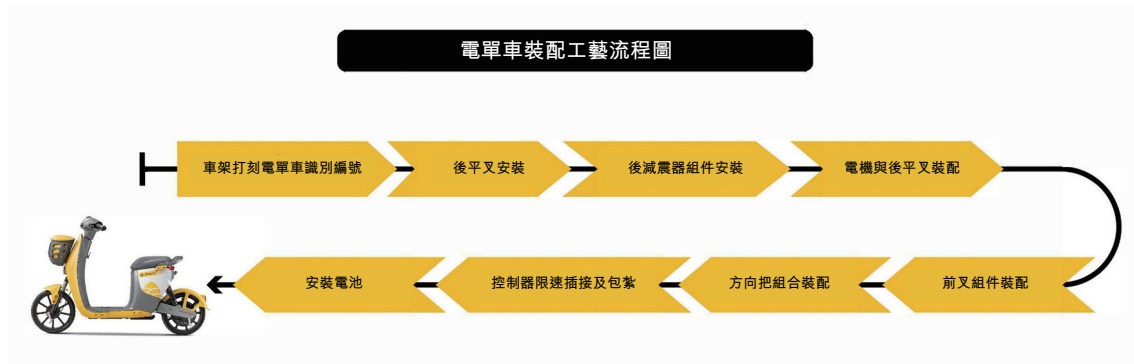 電單車裝配工藝流程圖
車架打刻電單車識別編號
後平叉安裝
後減震器組件安裝
電機與後平叉裝配
前叉組件裝配
方向把組合裝配
控制器限速插接及包紮
安裝電池